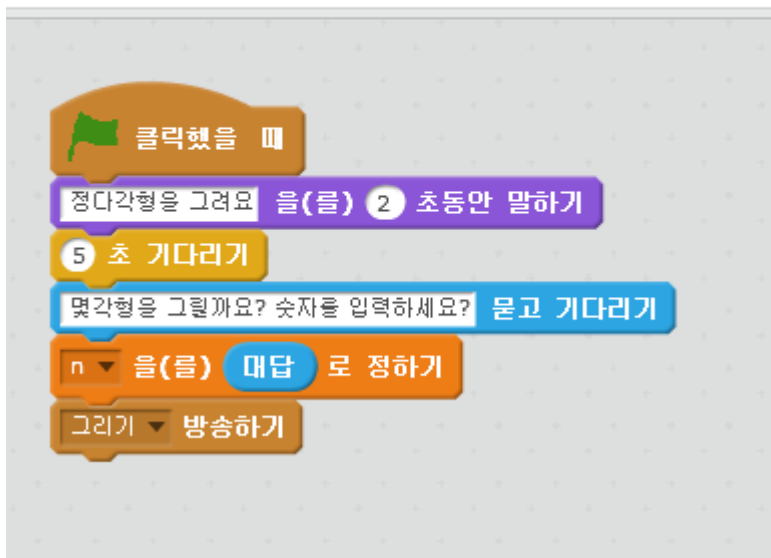 클릭했을 때
정다각형을 그려요 을(를) 2 초동안 말하기
5 초 기다리기
몇각형을 그릴까요? 숫자를 입력하세요? 묻고 기다리기
n 을(를) 대답 로 정하기
그리기 방송하기